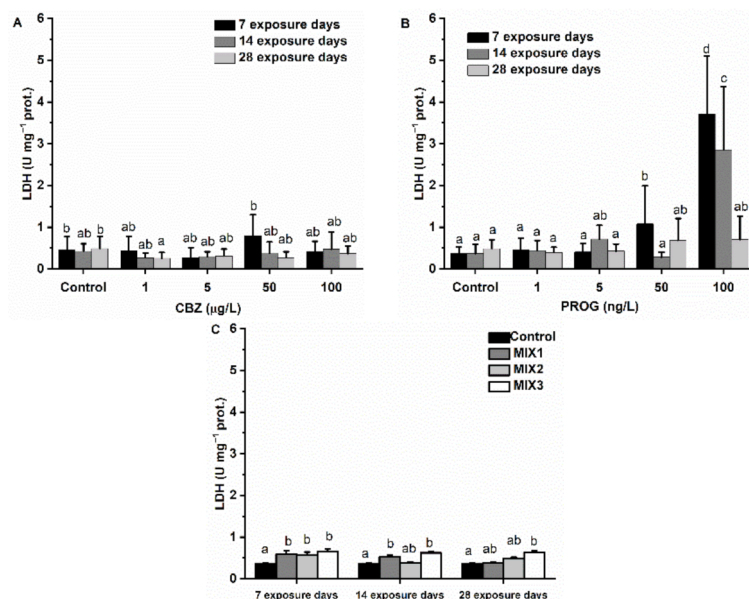 A
7 exposure days
14 exposure days
28 exposure days
LDH (U mg⁻¹ prot.)
6
5
4
3
2
1
0
b ab b
ab ab a
ab ab ab
b ab ab
ab ab ab
Control 1 5 50 100
CBZ (µg/L)
B
7 exposure days
14 exposure days
28 exposure days
LDH (U mg⁻¹ prot.)
6
5
4
3
2
1
0
a a a
a a a
a ab a
b a ab
d c ab
Control 1 5 50 100
PROG (ng/L)
C
Control
MIX1
MIX2
MIX3
LDH (U mg⁻¹ prot.)
6
5
4
3
2
1
0
a b b b
a b ab b
a ab ab b
7 exposure days 14 exposure days 28 exposure days